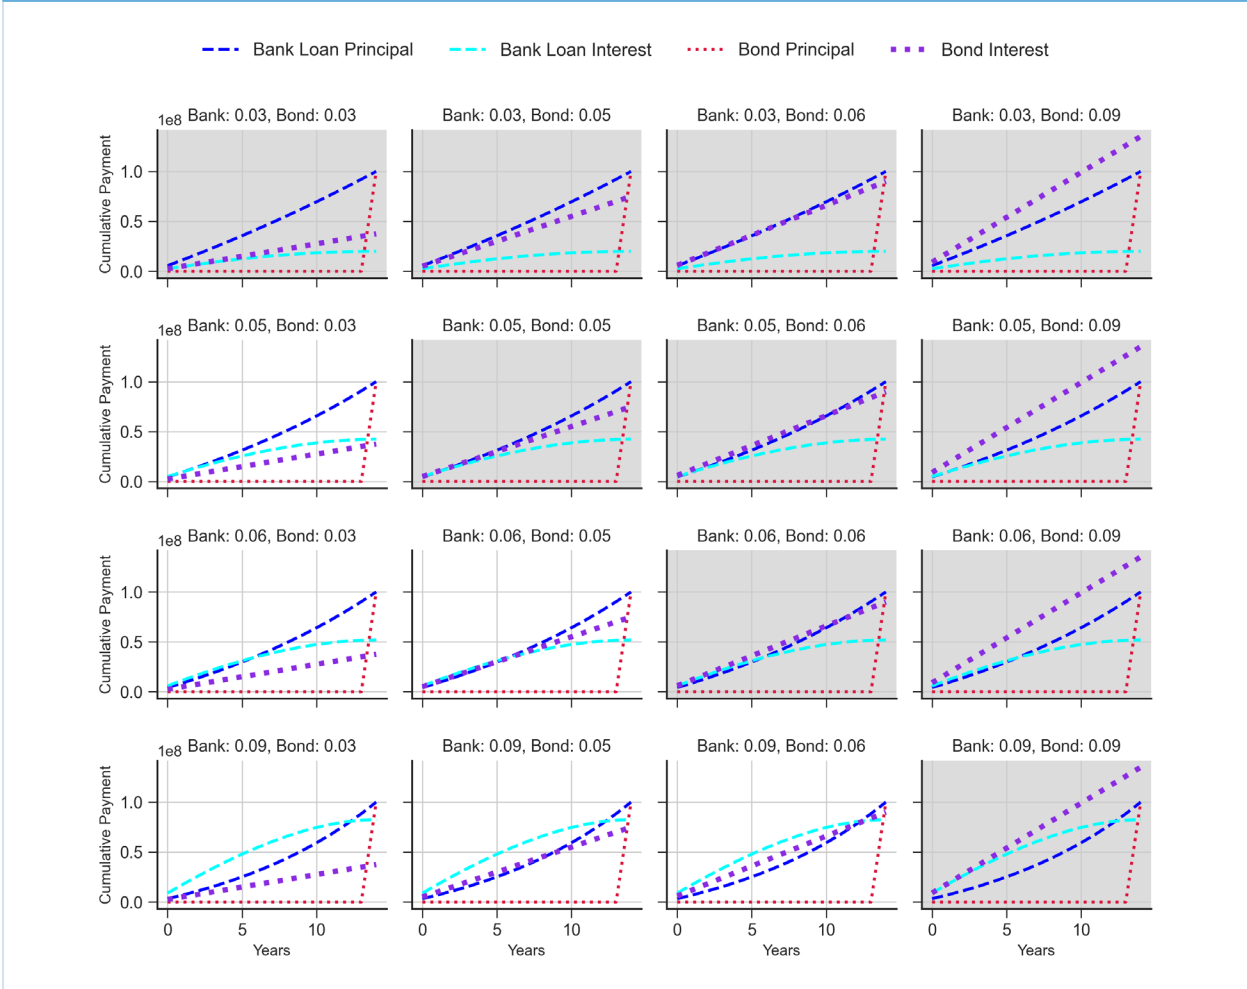 Bank Loan Principal Bank Loan Interest Bond Principal Bond Interest
1e8 Bank: 0.03, Bond: 0.03 Bank: 0.03, Bond: 0.05 Bank: 0.03, Bond: 0.06 Bank: 0.03, Bond: 0.09
Cumulative Payment
1.0
0.5
0.0
1e8 Bank: 0.05, Bond: 0.03 Bank: 0.05, Bond: 0.05 Bank: 0.05, Bond: 0.06 Bank: 0.05, Bond: 0.09
Cumulative Payment
1.0
0.5
0.0
1e8 Bank: 0.06, Bond: 0.03 Bank: 0.06, Bond: 0.05 Bank: 0.06, Bond: 0.06 Bank: 0.06, Bond: 0.09
Cumulative Payment
1.0
0.5
0.0
1e8 Bank: 0.09, Bond: 0.03 Bank: 0.09, Bond: 0.05 Bank: 0.09, Bond: 0.06 Bank: 0.09, Bond: 0.09
Cumulative Payment
1.0
0.5
0.0
0 5 10 0 5 10 0 5 10 0 5 10
Years Years Years Years